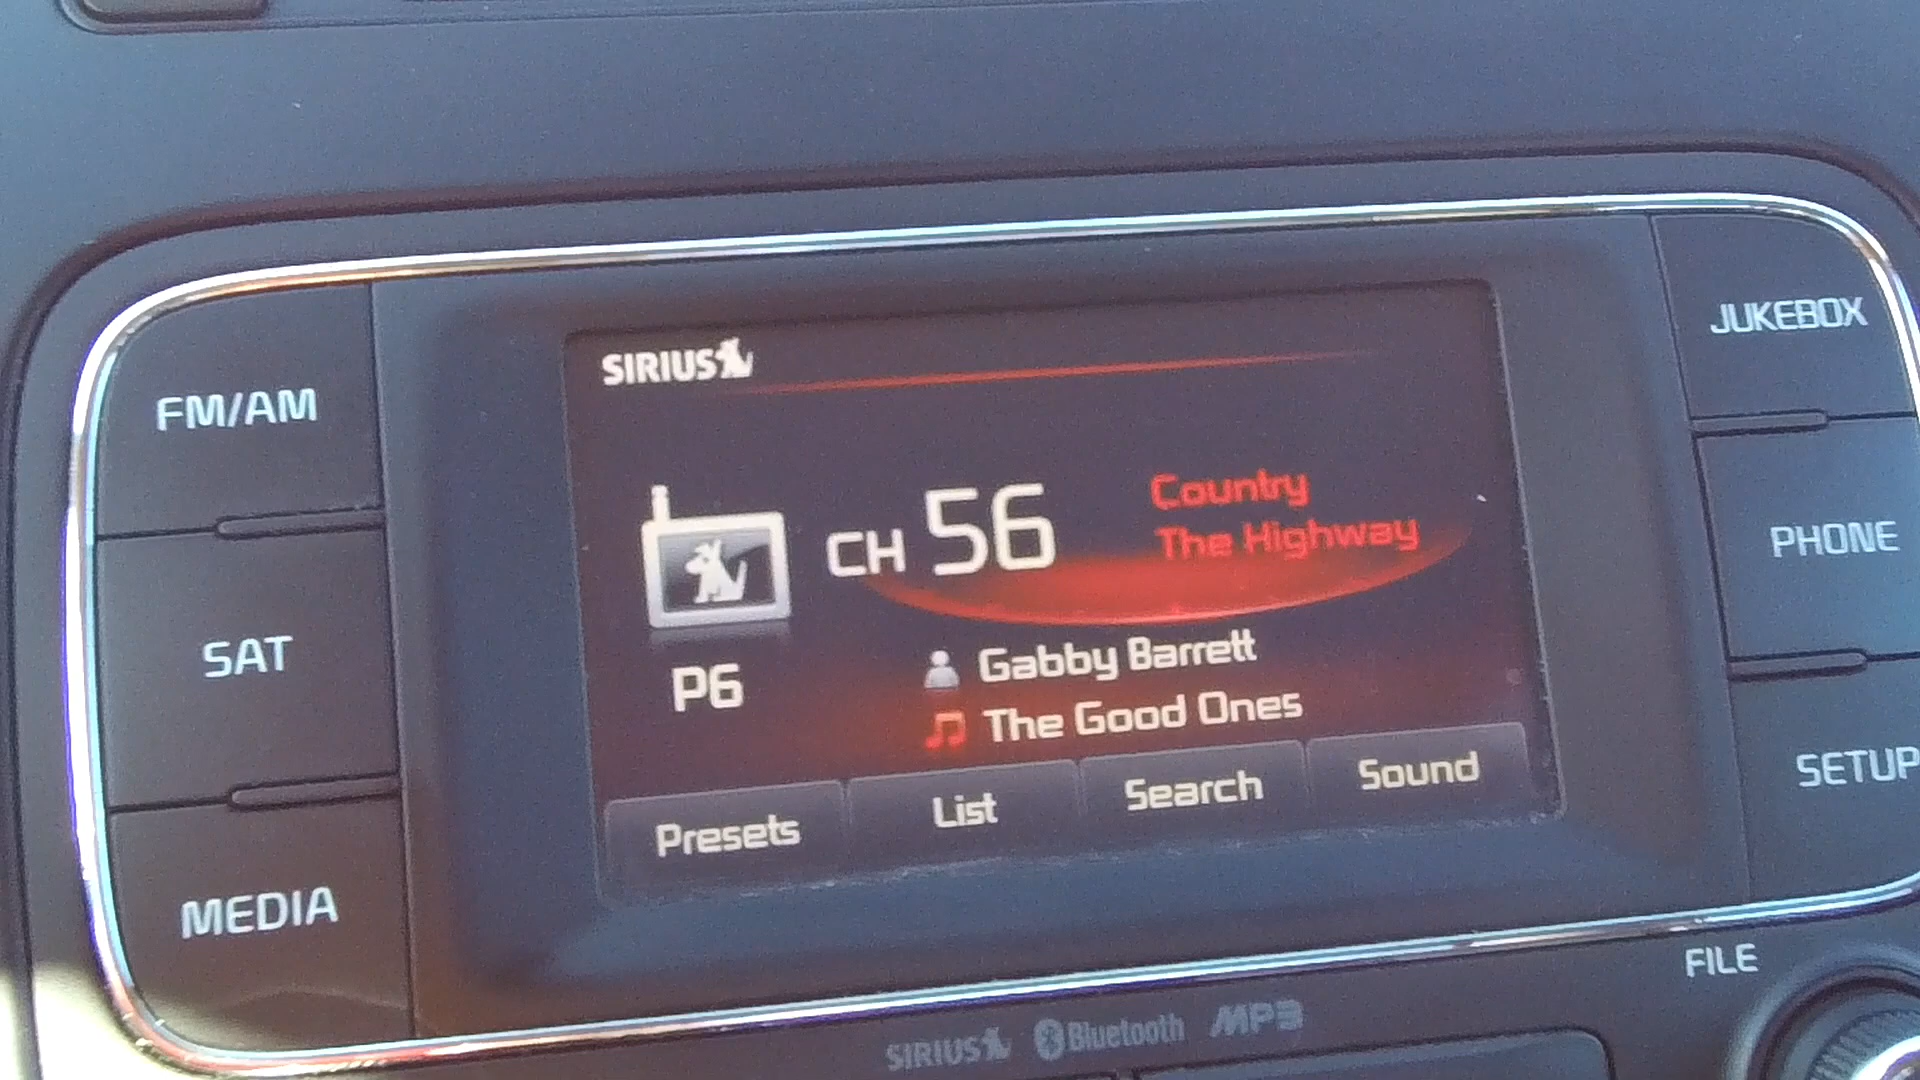 FM/AM
SAT
MEDIA
SIRIUS
CH 56
Country
The Highway
P6
Gabby Barrett
The Good Ones
Presets
List
Search
Sound
JUKEBOX
PHONE
SETUP
FILE
SIRIUS Bluetooth MP3